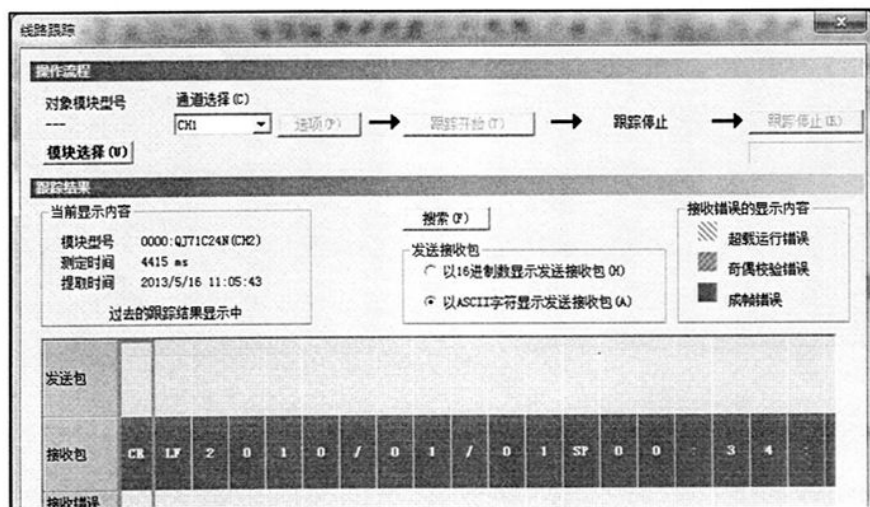 线路跟踪
操作流程
对象模块型号 通道选择(C)
--- CH1 选项(P) 跟踪开始(T) 跟踪停止 跟踪停止(E)
模块选择(U)
跟踪结果
当前显示内容
模块型号 0000:QJ71C24N(CH2)
测定时间 4415 ms
提取时间 2013/5/16 11:05:43
过去的跟踪结果显示中
搜索(F)
发送接收包
以16进制数显示发送接收包(H)
以ASCII字符显示发送接收包(A)
接收错误的显示内容
超载运行错误
奇偶校验错误
成帧错误
发送包
接收包 CR LF 2 0 1 0 / 0 1 / 0 1 SP 0 0 : 3 4 :
接收错误